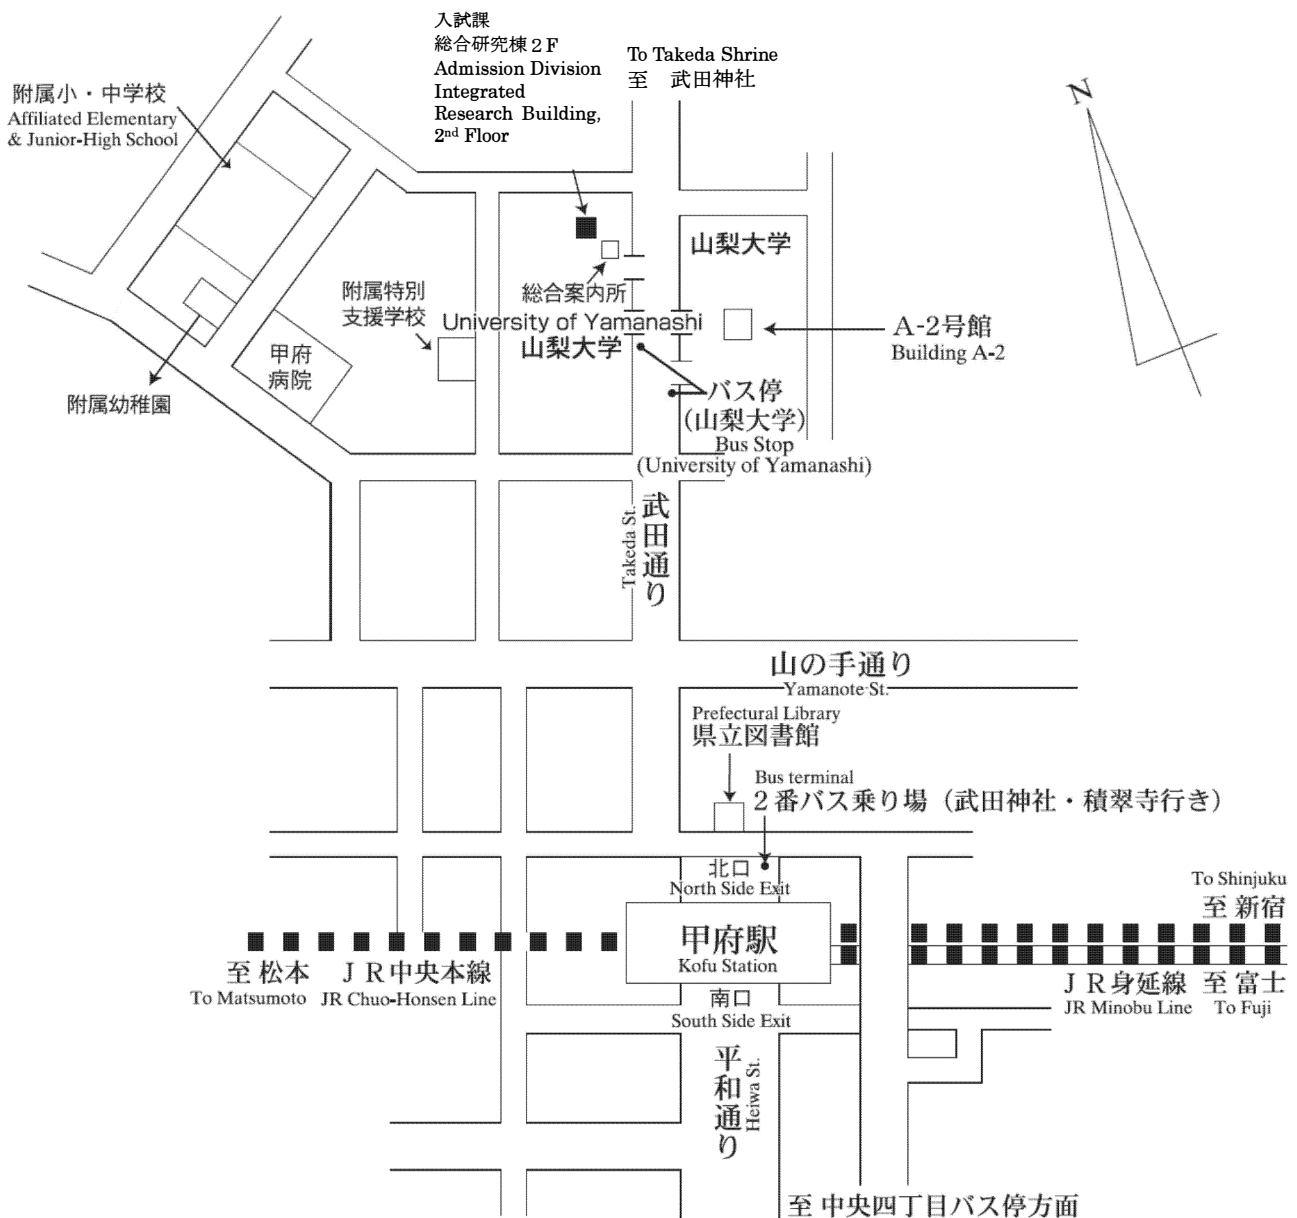 入試課
総合研究棟２F
Admission Division
Integrated
Research Building,
2nd Floor
To Takeda Shrine
至　武田神社
N
附属小・中学校
Affiliated Elementary
& Junior-High School
山梨大学
附属特別
支援学校
総合案内所
University of Yamanashi
山梨大学
A-2号館
Building A-2
甲府
病院
附属幼稚園
バス停
(山梨大学)
Bus Stop
(University of Yamanashi)
武田通り
Takeda St.
山の手通り
Yamanote St.
Prefectural Library
県立図書館
Bus terminal
２番バス乗り場（武田神社・積翠寺行き）
北口
North Side Exit
To Shinjuku
至 新宿
甲府駅
Kofu Station
至 松本
To Matsumoto
ＪＲ中央本線
JR Chuo-Honsen Line
ＪＲ身延線
JR Minobu Line
至 富士
To Fuji
南口
South Side Exit
平和通り
Heiwa St.
至 中央四丁目バス停方面